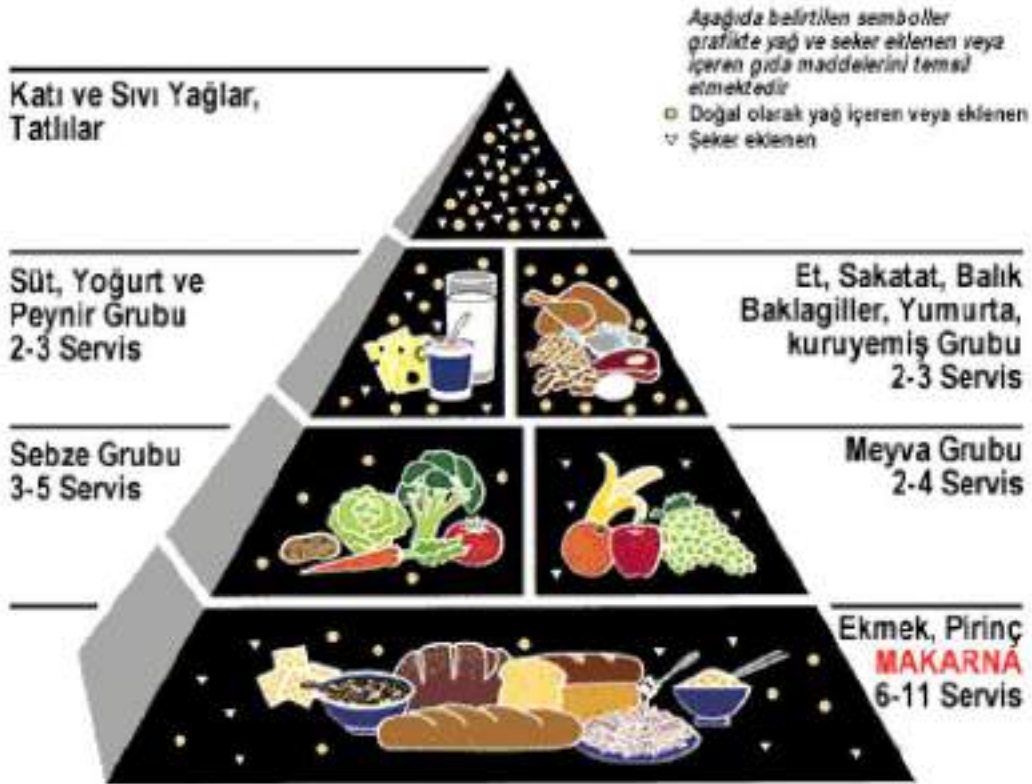 Aşağıda belirtilen semboller
grafikte yağ ve seker eklenen veya
içeren gıda maddelerini temsil
etmektedir
Doğal olarak yağ içeren veya eklenen
Şeker eklenen
Katı ve Sıvı Yağlar,
Tatlılar
Süt, Yoğurt ve
Peynir Grubu
2-3 Servis
Et, Sakatat, Balık
Baklagiller, Yumurta,
kuruyemiş Grubu
2-3 Servis
Sebze Grubu
3-5 Servis
Meyva Grubu
2-4 Servis
Ekmek, Pirinç
MAKARNA
6-11 Servis